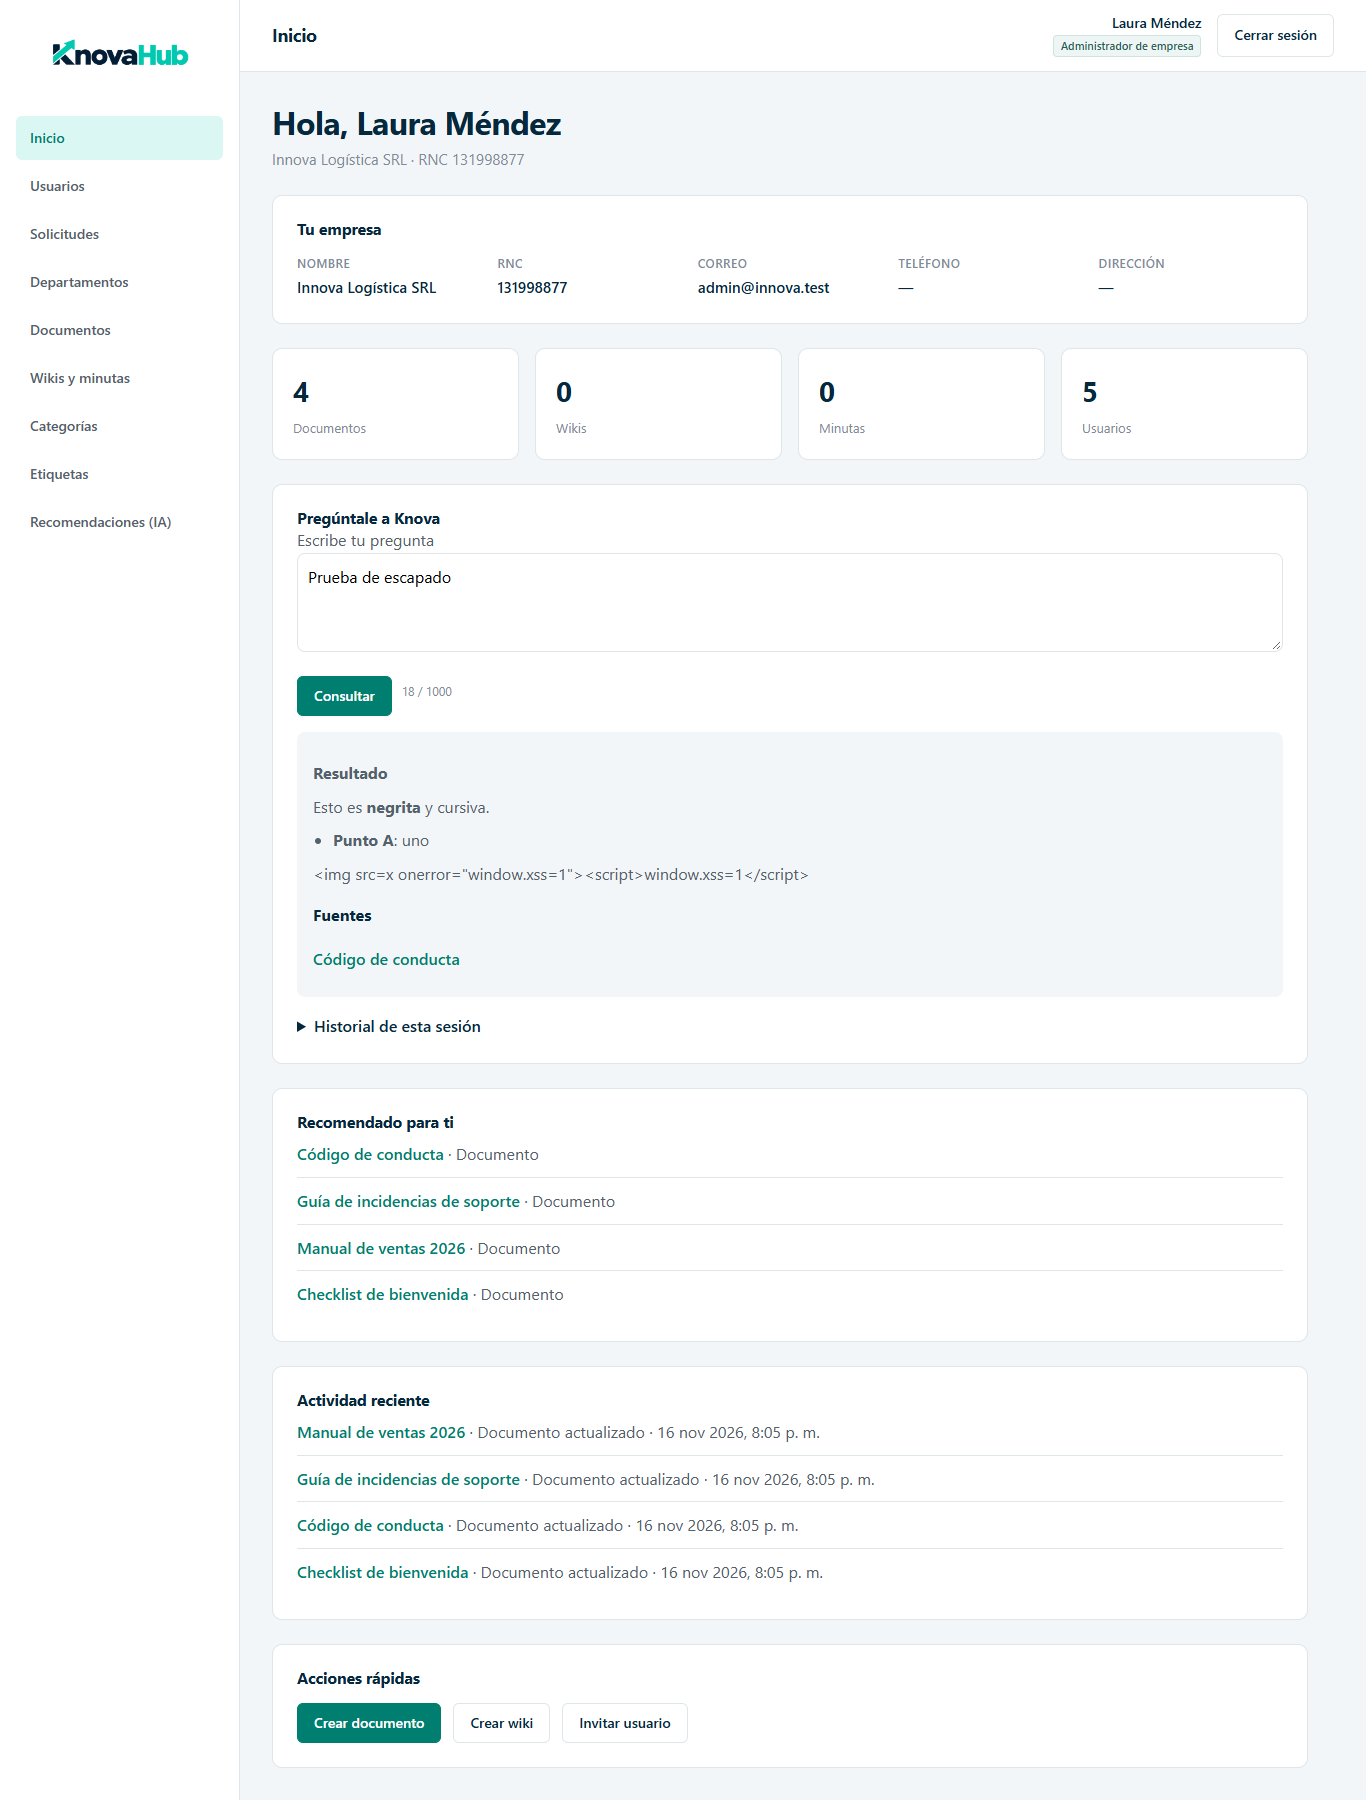 KnovaHub
Inicio
Laura Méndez
Administrador de empresa
Cerrar sesión
Inicio
Usuarios
Solicitudes
Departamentos
Documentos
Wikis y minutas
Categorías
Etiquetas
Recomendaciones (IA)
Hola, Laura Méndez
Innova Logística SRL · RNC 131998877
Tu empresa
NOMBRE
Innova Logística SRL
RNC
131998877
CORREO
admin@innova.test
TELÉFONO
—
DIRECCIÓN
—
4
Documentos
0
Wikis
0
Minutas
5
Usuarios
Pregúntale a Knova
Escribe tu pregunta
Prueba de escapado
Consultar
18 / 1000
Resultado
Esto es negrita y cursiva.
• Punto A: uno
<img src=x onerror="window.xss=1"><script>window.xss=1</script>
Fuentes
Código de conducta
Historial de esta sesión
Recomendado para ti
Código de conducta · Documento
Guía de incidencias de soporte · Documento
Manual de ventas 2026 · Documento
Checklist de bienvenida · Documento
Actividad reciente
Manual de ventas 2026 · Documento actualizado · 16 nov 2026, 8:05 p. m.
Guía de incidencias de soporte · Documento actualizado · 16 nov 2026, 8:05 p. m.
Código de conducta · Documento actualizado · 16 nov 2026, 8:05 p. m.
Checklist de bienvenida · Documento actualizado · 16 nov 2026, 8:05 p. m.
Acciones rápidas
Crear documento
Crear wiki
Invitar usuario